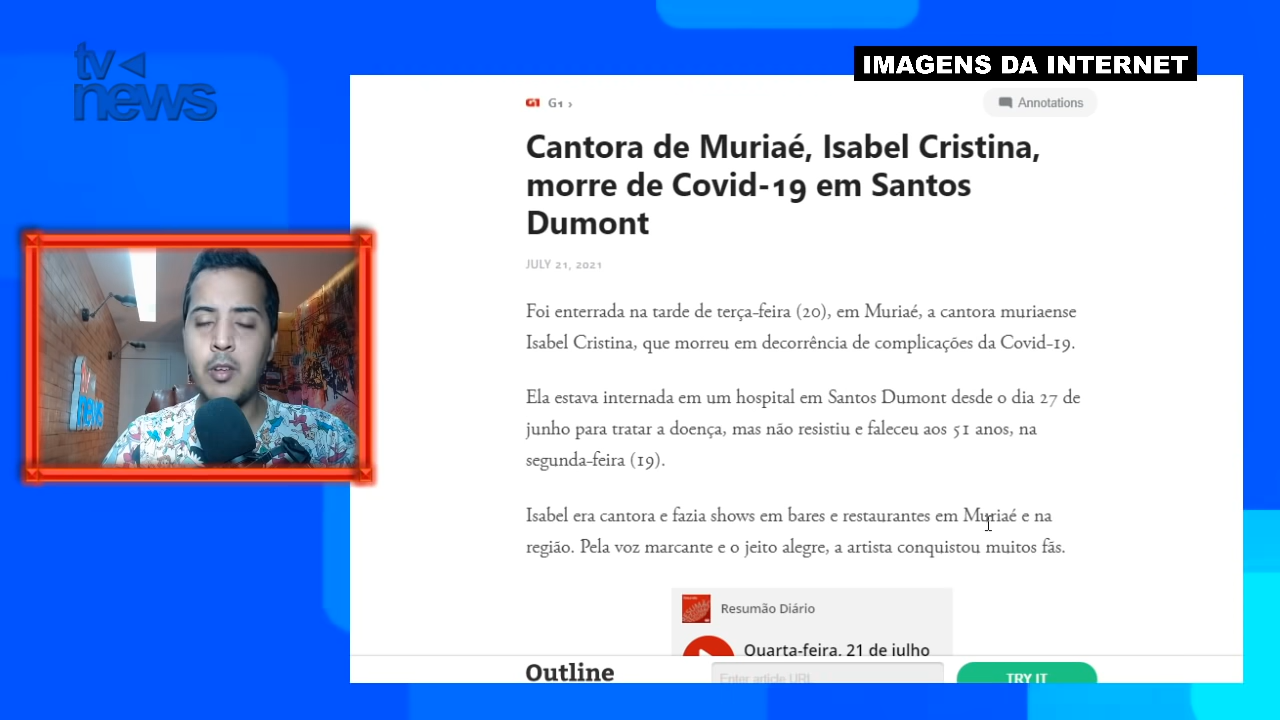 tv
news
IMAGENS DA INTERNET
G1 ›
Annotations
Cantora de Muriaé, Isabel Cristina,
morre de Covid-19 em Santos
Dumont
JULY 21, 2021
Foi enterrada na tarde de terça-feira (20), em Muriaé, a cantora muriaense
Isabel Cristina, que morreu em decorrência de complicações da Covid-19.
Ela estava internada em um hospital em Santos Dumont desde o dia 27 de
junho para tratar a doença, mas não resistiu e faleceu aos 51 anos, na
segunda-feira (19).
Isabel era cantora e fazia shows em bares e restaurantes em Muriaé e na
região. Pela voz marcante e o jeito alegre, a artista conquistou muitos fãs.
Resumão Diário
Quarta-feira, 21 de julho
Outline
Enter article URL
TRY IT
news